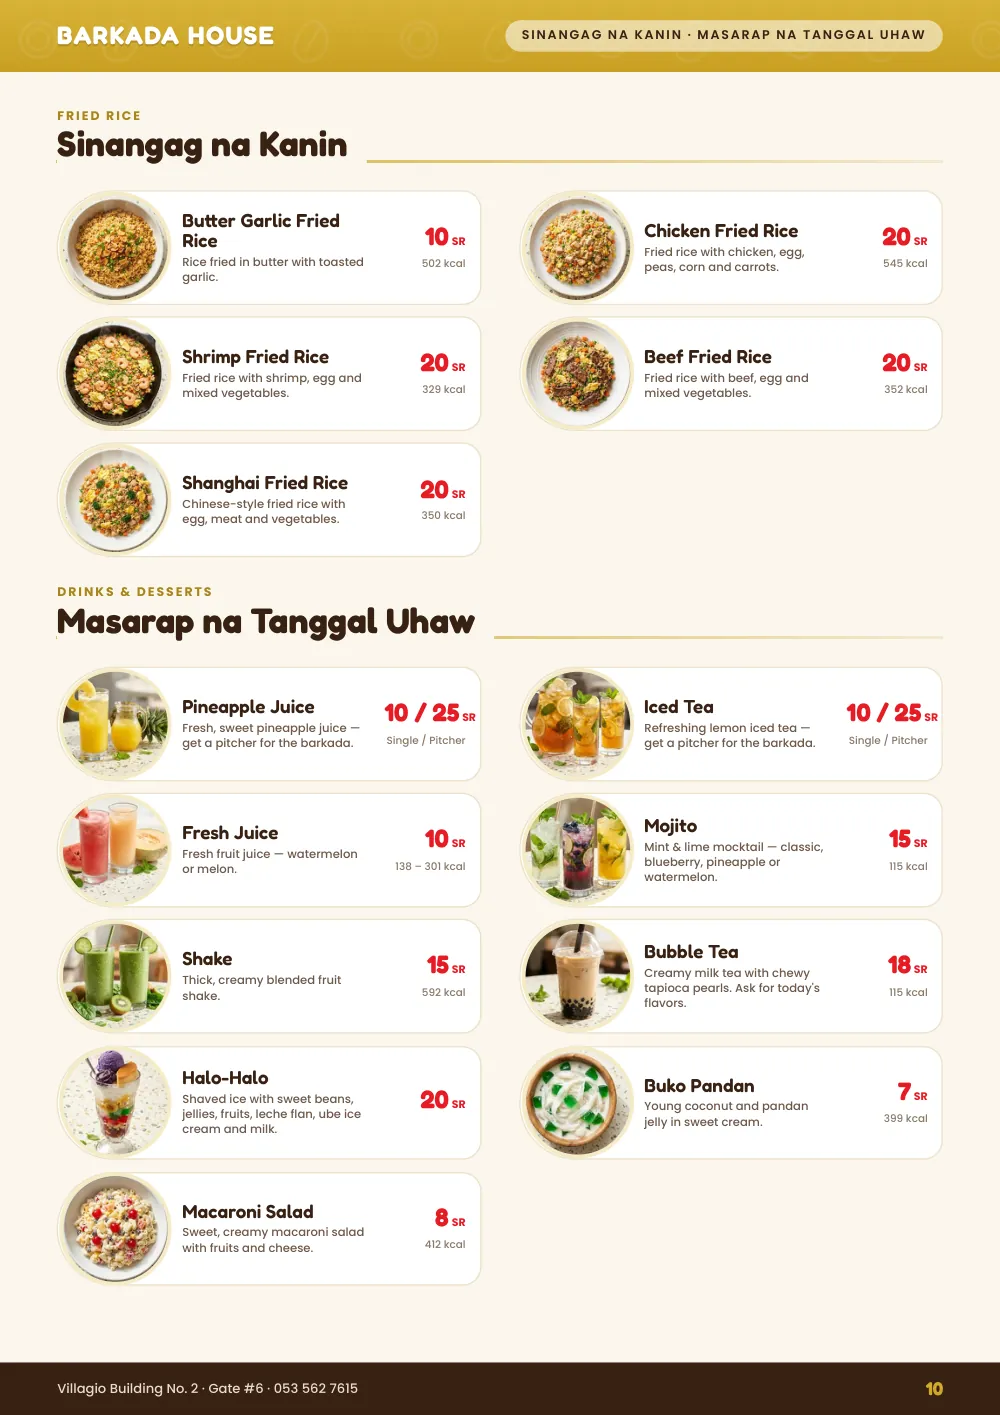 BARKADA HOUSE
SINANGAG NA KANIN · MASARAP NA TANGGAL UHAW
FRIED RICE
Sinangag na Kanin
Butter Garlic Fried
Rice
Rice fried in butter with toasted
garlic.
10 SR
502 kcal
Chicken Fried Rice
Fried rice with chicken, egg,
peas, corn and carrots.
20 SR
545 kcal
Shrimp Fried Rice
Fried rice with shrimp, egg and
mixed vegetables.
20 SR
329 kcal
Beef Fried Rice
Fried rice with beef, egg and
mixed vegetables.
20 SR
352 kcal
Shanghai Fried Rice
Chinese-style fried rice with
egg, meat and vegetables.
20 SR
350 kcal
DRINKS & DESSERTS
Masarap na Tanggal Uhaw
Pineapple Juice
Fresh, sweet pineapple juice —
get a pitcher for the barkada.
10 / 25 SR
Single / Pitcher
Iced Tea
Refreshing lemon iced tea —
get a pitcher for the barkada.
10 / 25 SR
Single / Pitcher
Fresh Juice
Fresh fruit juice — watermelon
or melon.
10 SR
138 – 301 kcal
Mojito
Mint & lime mocktail — classic,
blueberry, pineapple or
watermelon.
15 SR
115 kcal
Shake
Thick, creamy blended fruit
shake.
15 SR
592 kcal
Bubble Tea
Creamy milk tea with chewy
tapioca pearls. Ask for today's
flavors.
18 SR
115 kcal
Halo-Halo
Shaved ice with sweet beans,
jellies, fruits, leche flan, ube ice
cream and milk.
20 SR
Buko Pandan
Young coconut and pandan
jelly in sweet cream.
7 SR
399 kcal
Macaroni Salad
Sweet, creamy macaroni salad
with fruits and cheese.
8 SR
412 kcal
Villagio Building No. 2 · Gate #6 · 053 562 7615
10